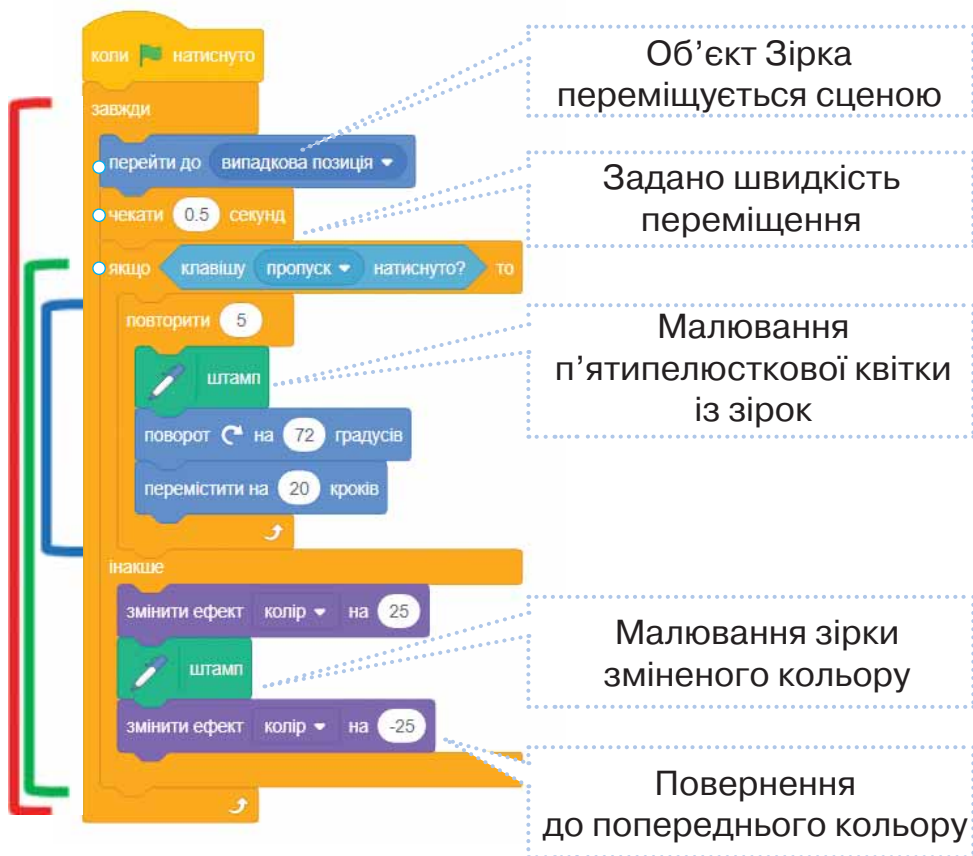 коли натиснуто
завжди
перейти до випадкова позиція
чекати 0.5 секунд
якщо клавішу пропуск натиснуто? то
повторити 5
штамп
поворот на 72 градусів
перемістити на 20 кроків
інакше
змінити ефект колір на 25
штамп
змінити ефект колір на -25
Об’єкт Зірка
переміщується сценою
Задано швидкість
переміщення
Малювання
п’ятипелюсткової квітки
із зірок
Малювання зірки
зміненого кольору
Повернення
до попереднього кольору